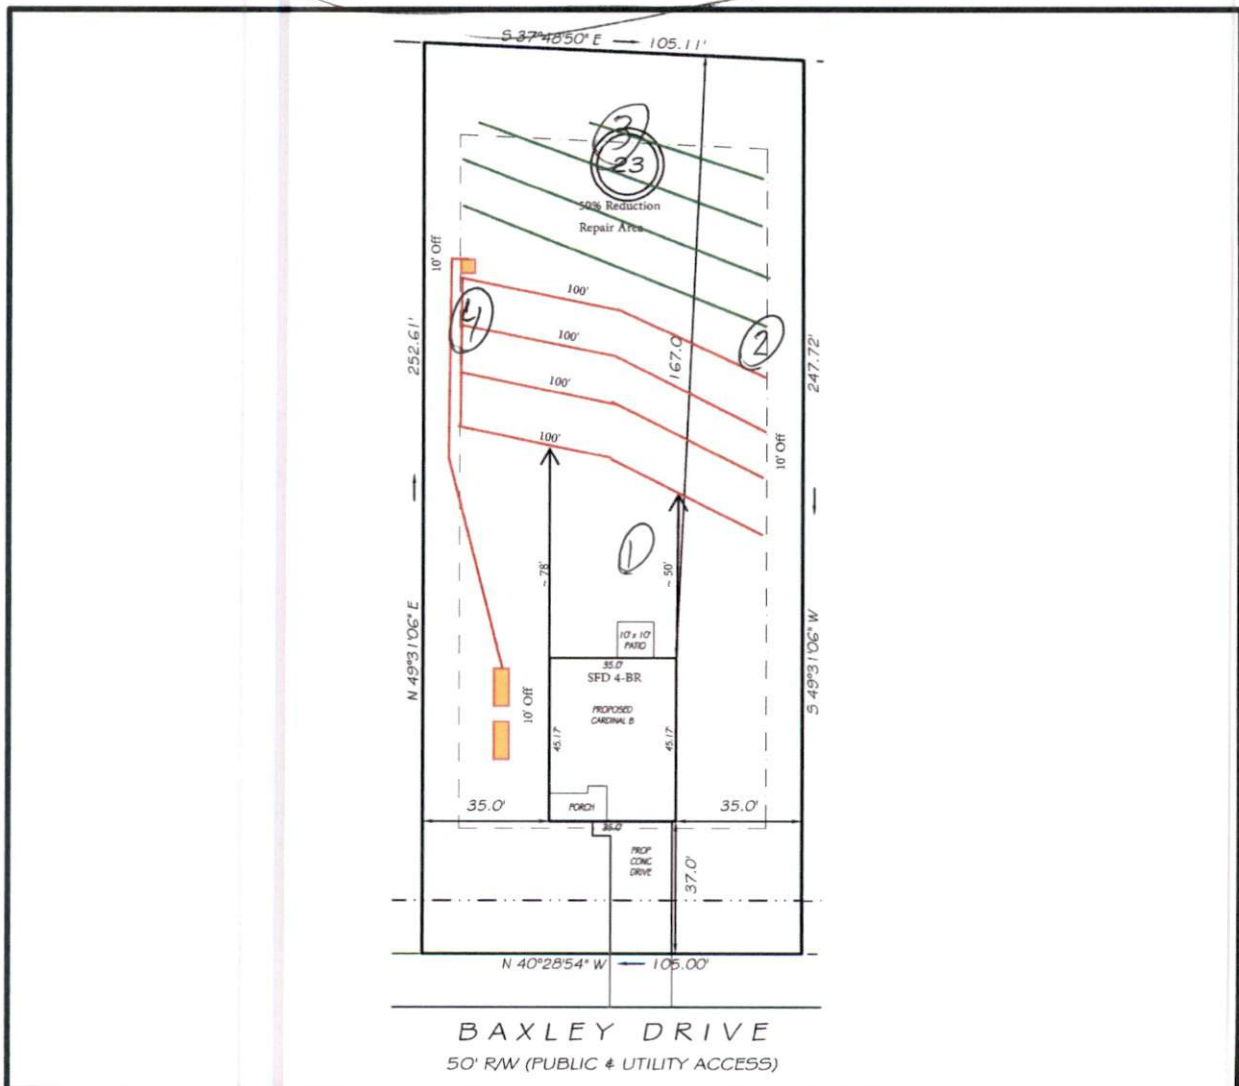 S 37°48'50" E 105.11'
3
23
50% Reduction
Repair Area
10' Off
100'
4
100'
2
252.61'
167.0
247.72'
100'
100'
10' Off
1
~ 78'
~ 50'
N 49°31'06" E
S 49°31'06" W
10' x 10'
PATIO
35.0'
SFD 4-BR
10' Off
PROPOSED
CARDINAL B
45.17'
45.17'
35.0'
PORCH
35.0'
35.0'
PROP
CONC
DRIVE
37.0'
N 40°28'54" W 105.00'
BAXLEY DRIVE
50' R/W (PUBLIC & UTILITY ACCESS)